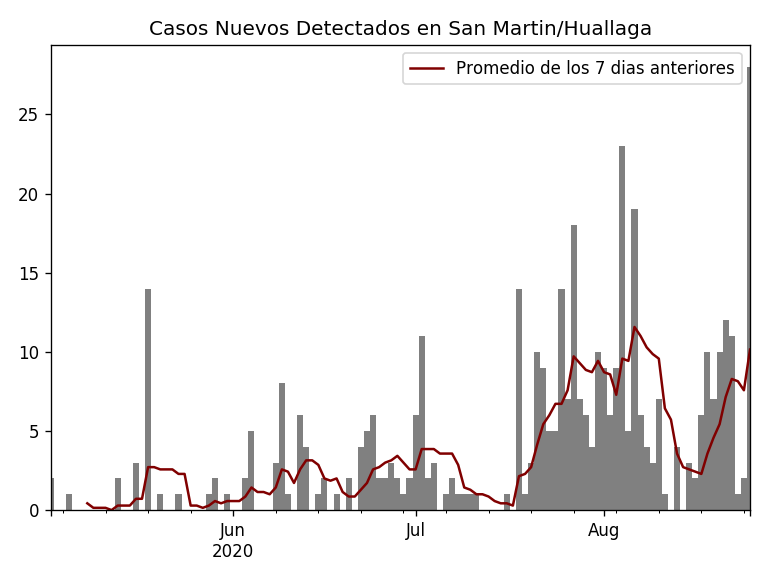 Casos Nuevos Detectados en San Martin/Huallaga
Promedio de los 7 dias anteriores
25
20
15
10
5
0
Jun
2020
Jul
Aug